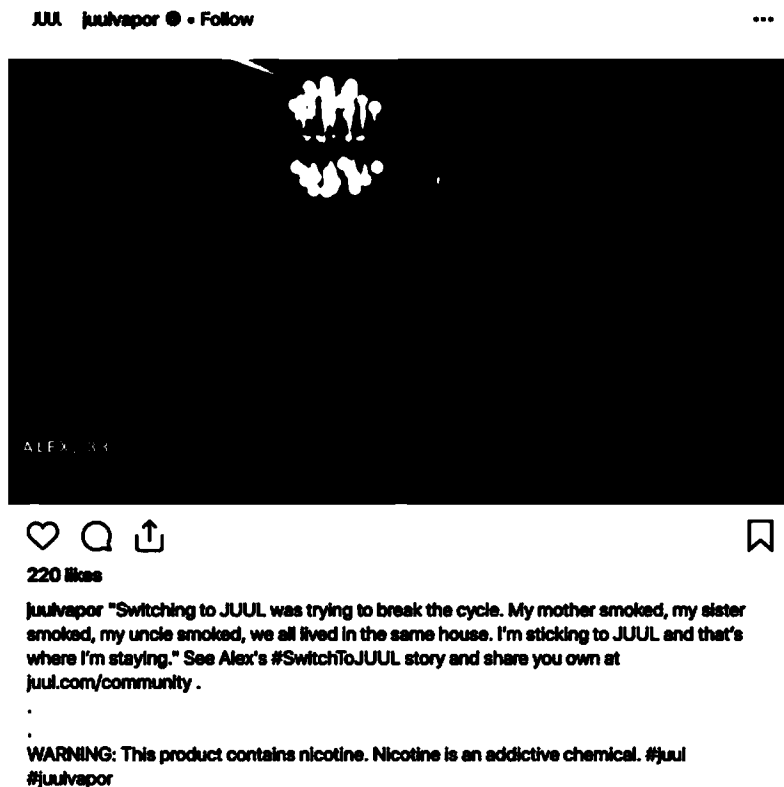 JUUL juulvapor • Follow
ALEX, 33
220 likes
juulvapor "Switching to JUUL was trying to break the cycle. My mother smoked, my sister
smoked, my uncle smoked, we all lived in the same house. I'm sticking to JUUL and that's
where I'm staying." See Alex's #SwitchToJUUL story and share you own at
juul.com/community .
.
.
WARNING: This product contains nicotine. Nicotine is an addictive chemical. #juul
#juulvapor